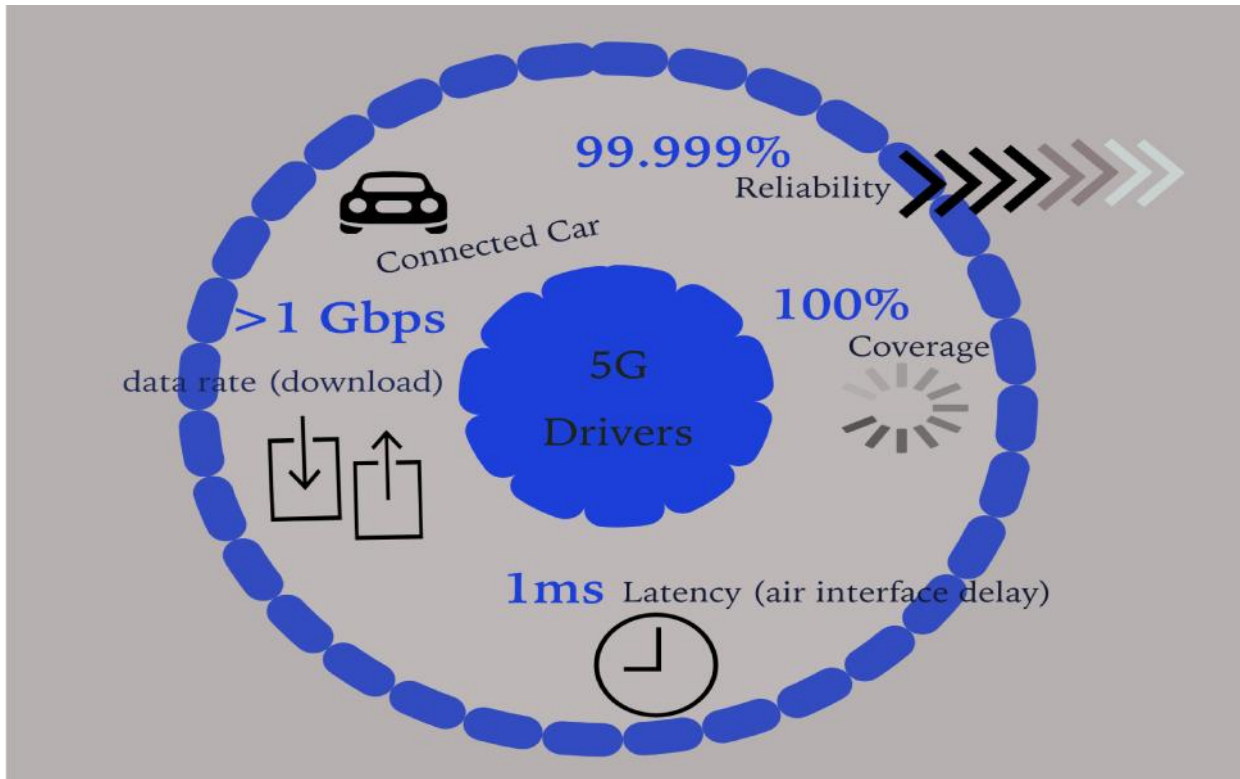 99.999%
Reliability
Connected Car
>1 Gbps
data rate (download)
100%
Coverage
5G
Drivers
1ms Latency (air interface delay)